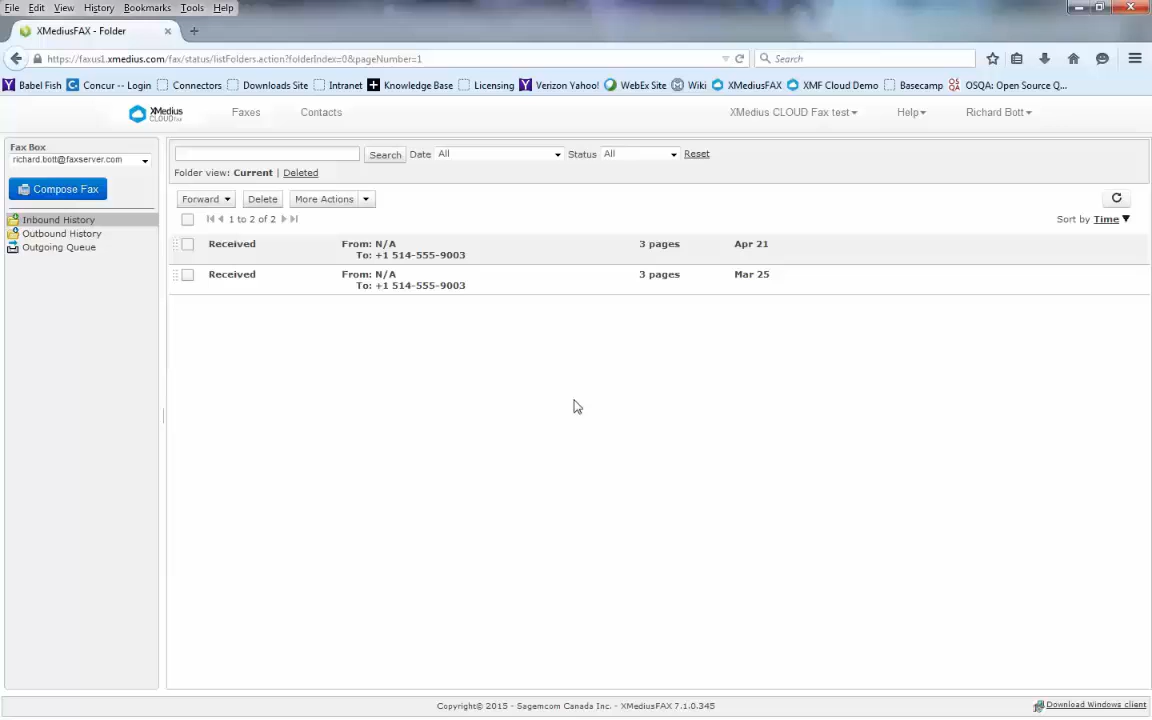 File Edit View History Bookmarks Tools Help
XMediusFAX - Folder
https://faxus1.xmedius.com/fax/status/listFolders.action?folderIndex=0&pageNumber=1
Search
Babel Fish Concur -- Login Connectors Downloads Site Intranet Knowledge Base Licensing Verizon Yahoo! WebEx Site Wiki XMediusFAX XMF Cloud Demo Basecamp OSQA: Open Source Q...
XMedius Faxes Contacts XMedius CLOUD Fax test Help Richard Bott
CLOUD
Fax Box
richard.bott@faxserver.com
Search Date All Status All Reset
Folder view: Current | Deleted
Compose Fax
Forward Delete More Actions
Inbound History
Outbound History
Outgoing Queue
1 to 2 of 2 Sort by Time
Received From: N/A 3 pages Apr 21
To: +1 514-555-9003
Received From: N/A 3 pages Mar 25
To: +1 514-555-9003
Copyright© 2015 - Sagemcom Canada Inc. - XMediusFAX 7.1.0.345
Download Windows client